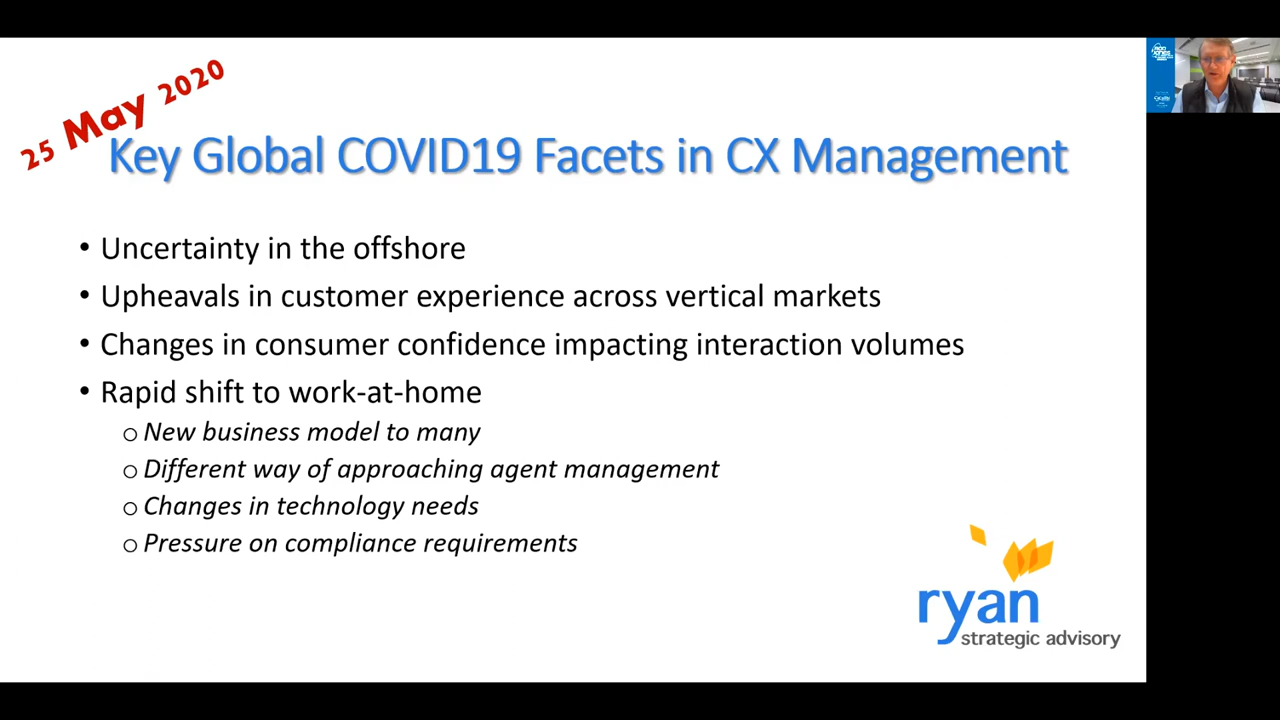 25 May 2020
Key Global COVID19 Facets in CX Management
• Uncertainty in the offshore
• Upheavals in customer experience across vertical markets
• Changes in consumer confidence impacting interaction volumes
• Rapid shift to work-at-home
o New business model to many
o Different way of approaching agent management
o Changes in technology needs
o Pressure on compliance requirements
ryan
strategic advisory